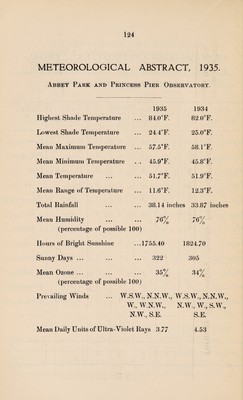 124
METEOROLOGICAL ABSTRACT, 1935.
Abbey Park and Princess Pier Observatory.
1935 1934
Highest Shade Temperature ... 84.0°F. 82.0°F.
Lowest Shade Temperature ... 24.4°F. 25.0°F.
Mean Maximum Temperature ... 57.5°F. 58.1°F.
Mean Minimum Temperature . . 45.9°F. 45.8°F.
Mean Temperature ... ... 51.7°F. 51.9°F.
Mean Range of Temperature ... 11.6°F. 12.3°F.
Total Rainfall ... ... 38.14 inches 33.87 inches
Mean Humidity ... ... 76% 76%
(percentage of possible 100)
Hours of Bright Sunshine ...1755.40 1824.70
Sunny Days ... ... ... 322 305
Mean Ozone ... ... ... 35% 34%
(percentage of possible 100)
Prevailing Winds ... W.S.W., N.N.W., W.S.W., N.N.W.,
W., W.N.W., N.W., W., S.W.,
N.W., S.E. S.E.
Mean Daily Units of Ultra-Violet Rays 3.77 4.53